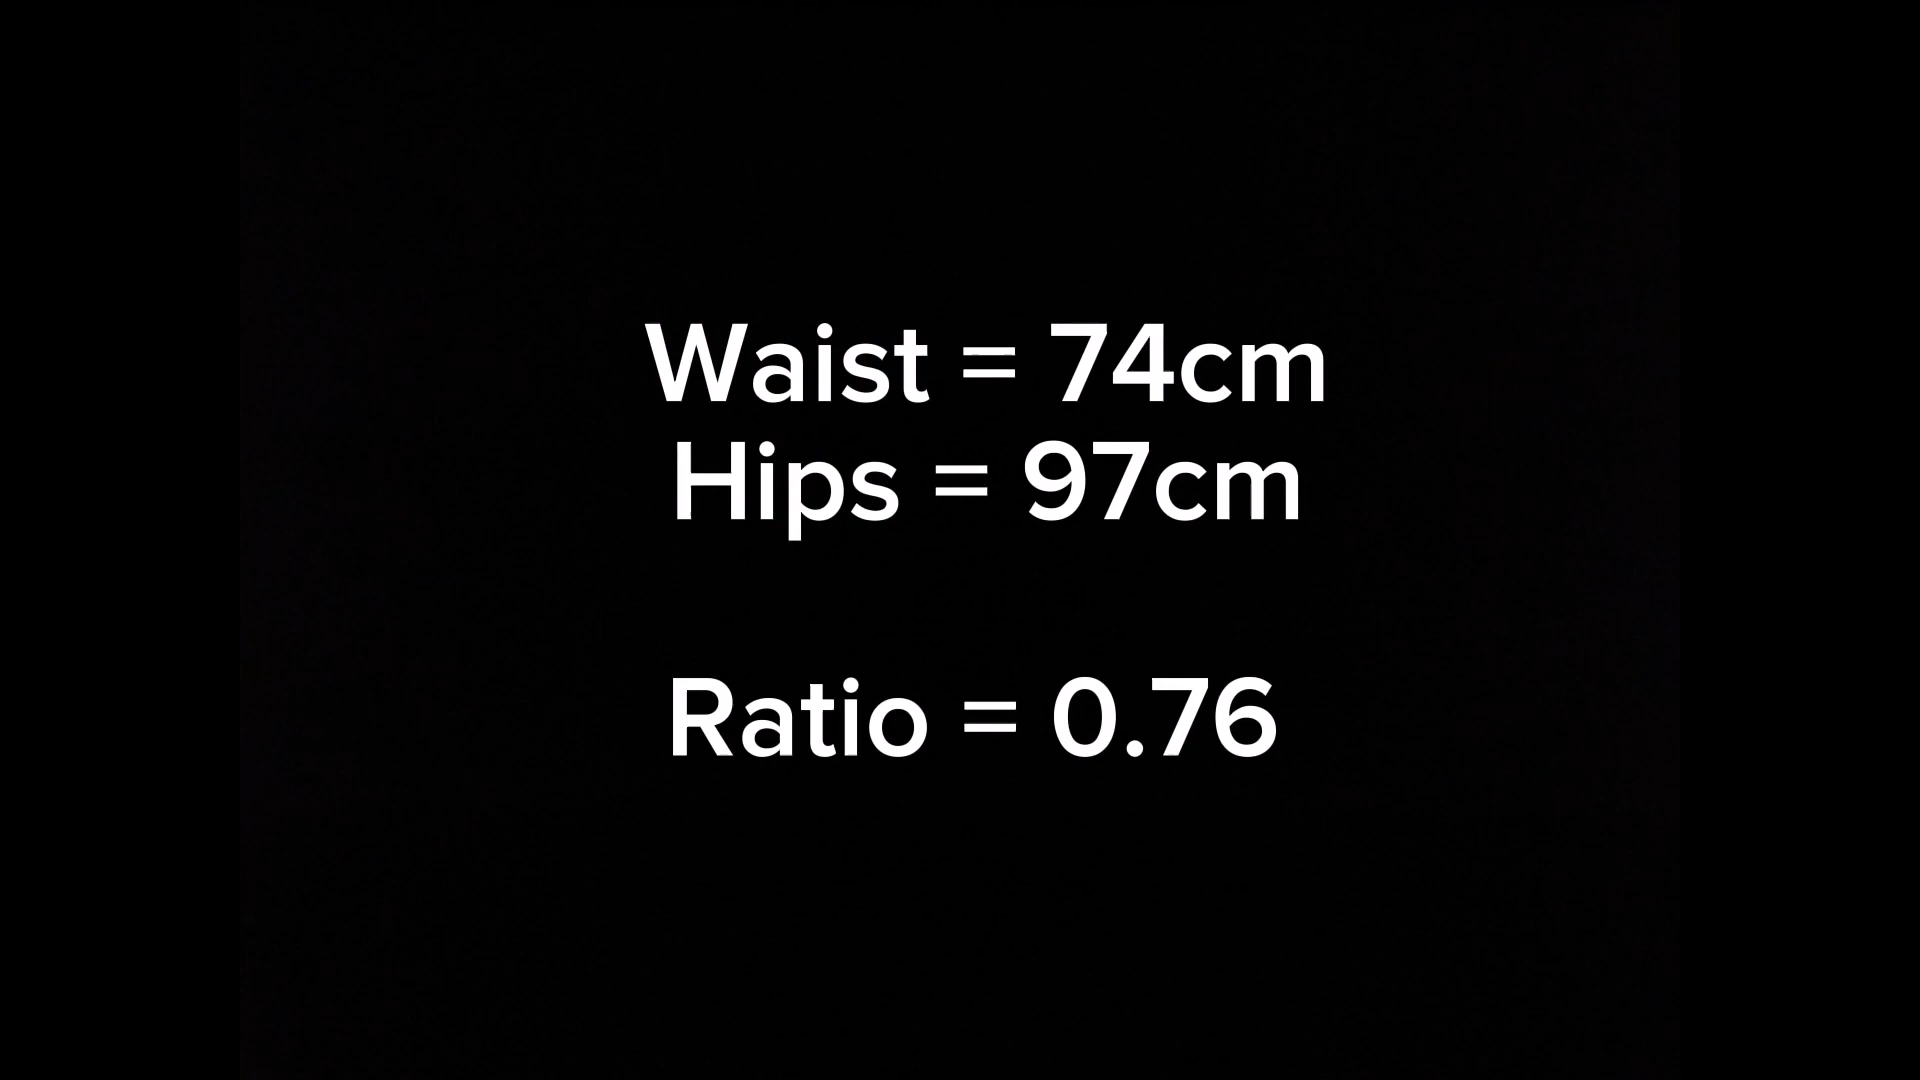 Waist = 74cm
Hips = 97cm
Ratio = 0.76